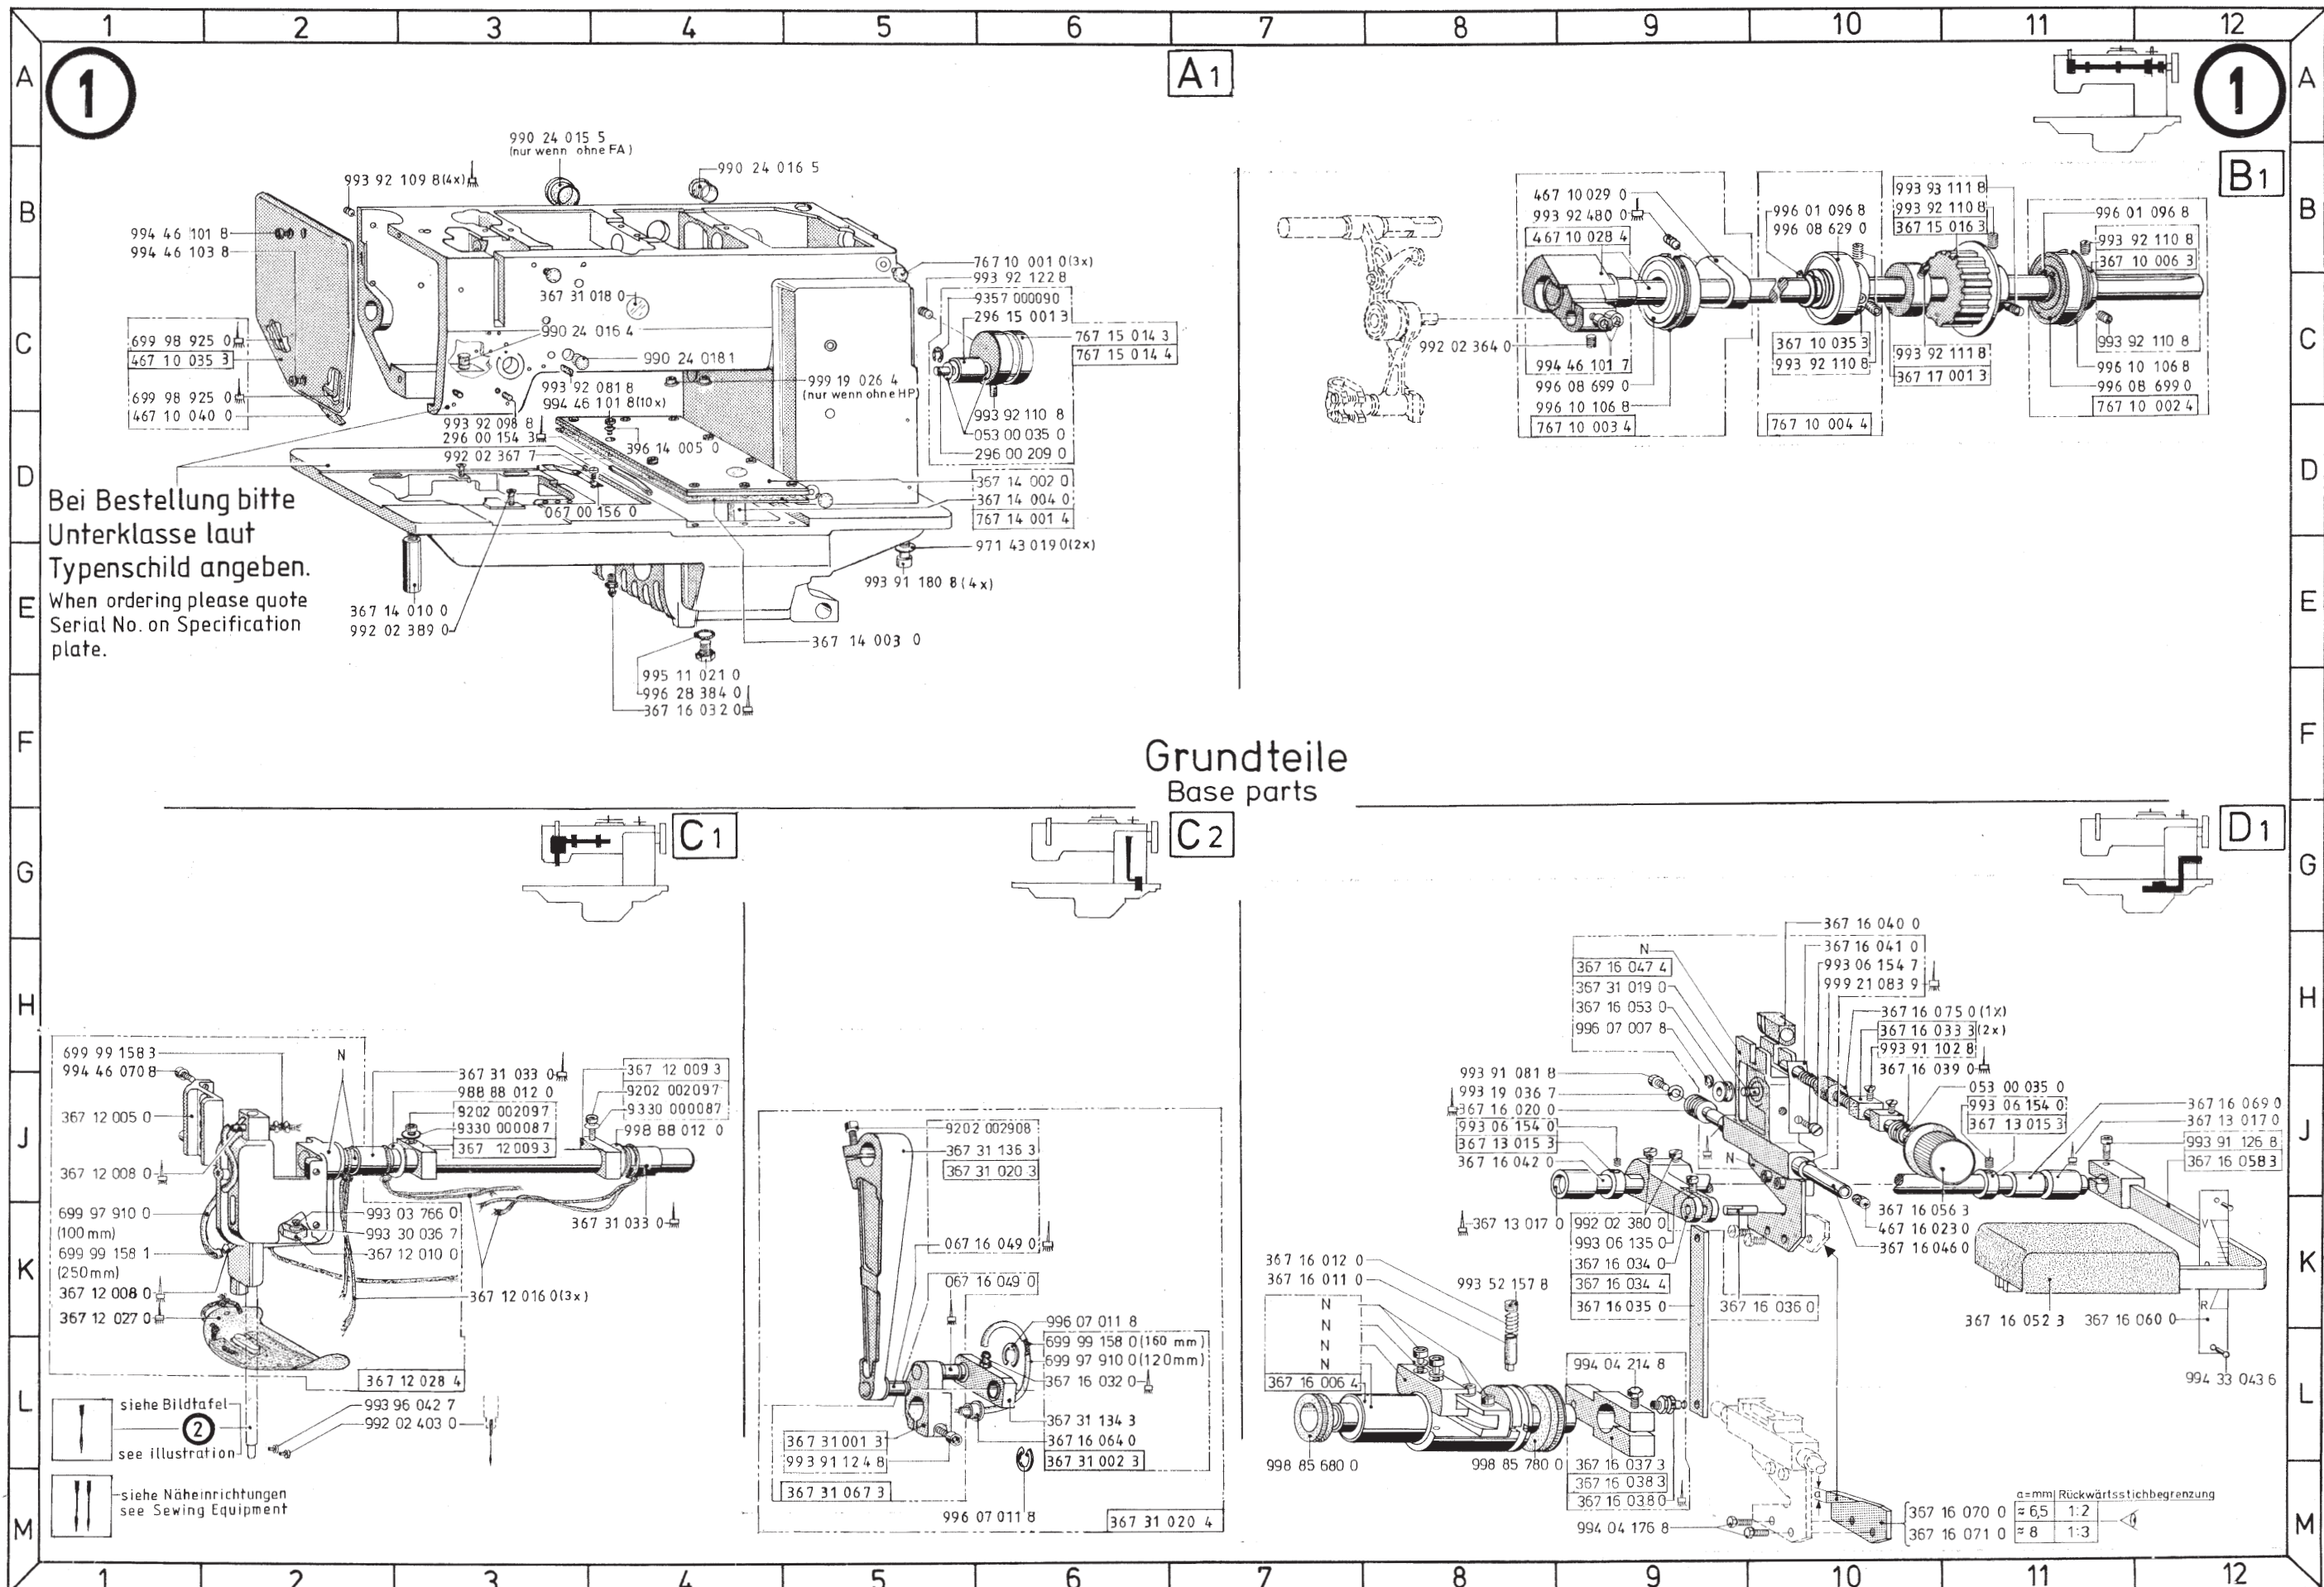 1 2 3 4 5 6 7 8 9 10 11 12
A
B
C
D
E
F
G
H
J
K
L
M
1
A1
990 24 015 5
(nur wenn ohne FA)
990 24 016 5
993 92 109 8 (4x)
994 46 101 8
994 46 103 8
699 98 925 0
467 10 035 3
699 98 925 0
467 10 040 0
367 31 018 0
990 24 016 4
990 24 018 1
993 92 081 8
994 46 101 8 (10x)
993 92 098 8
296 00 154 3
992 02 367 7
396 14 005 0
067 00 156 0
767 10 001 0 (3x)
993 92 122 8
9357 000090
296 15 001 3
767 15 014 3
767 15 014 4
999 19 026 4
(nur wenn ohne HP)
993 92 110 8
053 00 035 0
296 00 209 0
367 14 002 0
367 14 004 0
767 14 001 4
971 43 019 0 (2x)
993 91 180 8 (4x)
367 14 003 0
Bei Bestellung bitte
Unterklasse laut
Typenschild angeben.
When ordering please quote
Serial No. on Specification
plate.
367 14 010 0
992 02 389 0
995 11 021 0
996 28 384 0
367 16 032 0
1
B1
467 10 029 0
993 92 480 0
467 10 028 4
992 02 364 0
994 46 101 7
996 08 699 0
996 10 106 8
767 10 003 4
996 01 096 8
996 08 629 0
367 10 035 3
993 92 110 8
767 10 004 4
993 93 111 8
993 92 110 8
367 15 016 3
993 92 111 8
367 17 001 3
996 01 096 8
993 92 110 8
367 10 006 3
993 92 110 8
996 10 106 8
996 08 699 0
767 10 002 4
Grundteile
Base parts
C1
699 99 158 3
994 46 070 8
367 12 005 0
367 12 008 0
699 97 910 0
(100 mm)
699 99 158 1
(250 mm)
367 12 008 0
367 12 027 0
N
367 31 033 0
988 88 012 0
9202 002097
9330 000087
367 12 009 3
367 12 009 3
9202 002097
9330 000087
998 88 012 0
367 31 033 0
993 03 766 0
993 30 036 7
367 12 010 0
367 12 016 0 (3x)
367 12 028 4
siehe Bildtafel
2
see illustration
993 96 042 7
992 02 403 0
siehe Näheinrichtungen
see Sewing Equipment
C2
9202 002908
367 31 136 3
367 31 020 3
067 16 049 0
067 16 049 0
996 07 011 8
699 99 158 0 (160 mm)
699 97 910 0 (120mm)
367 16 032 0
367 31 134 3
367 16 064 0
367 31 002 3
367 31 001 3
993 91 124 8
367 31 067 3
996 07 011 8
367 31 020 4
D1
367 16 040 0
367 16 041 0
993 06 154 7
999 21 083 9
N
367 16 047 4
367 31 019 0
367 16 053 0
996 07 007 8
367 16 075 0 (1x)
367 16 033 3 (2x)
993 91 102 8
367 16 039 0
053 00 035 0
993 06 154 0
367 13 015 3
367 16 069 0
367 13 017 0
993 91 126 8
367 16 058 3
993 91 081 8
993 19 036 7
367 16 020 0
993 06 154 0
367 13 015 3
367 16 042 0
N
367 13 017 0
992 02 380 0
993 06 135 0
367 16 034 0
367 16 034 4
367 16 035 0
367 16 036 0
367 16 056 3
467 16 023 0
367 16 046 0
V
R
367 16 052 3
367 16 060 0
994 33 043 6
367 16 012 0
367 16 011 0
993 52 157 8
N
N
N
N
367 16 006 4
994 04 214 8
998 85 680 0
998 85 780 0
367 16 037 3
367 16 038 3
367 16 038 0
994 04 176 8
a
a=mm Rückwärtsstichbegrenzung
367 16 070 0 ≈ 6,5 1:2
367 16 071 0 ≈ 8 1:3
A
B
C
D
E
F
G
H
J
K
L
M
1 2 3 4 5 6 7 8 9 10 11 12